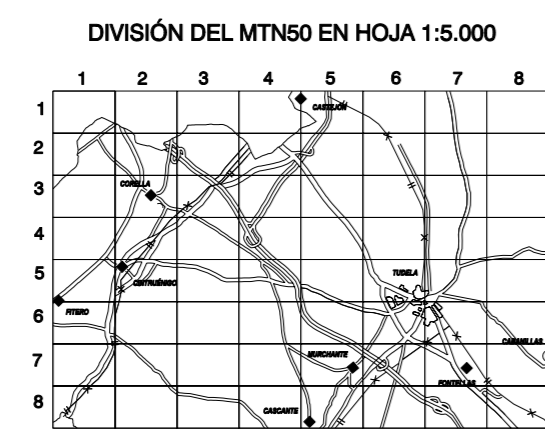 DIVISIÓN DEL MTN50 EN HOJA 1:5.000
1 2 3 4 5 6 7 8
1
CASTEJÓN
2
3
CORELLA
4
5
CINTRUÉNIGO
TUDELA
6
FITERO
CABANILLAS
7
MURCHANTE
FONTELLAS
8
CASCANTE